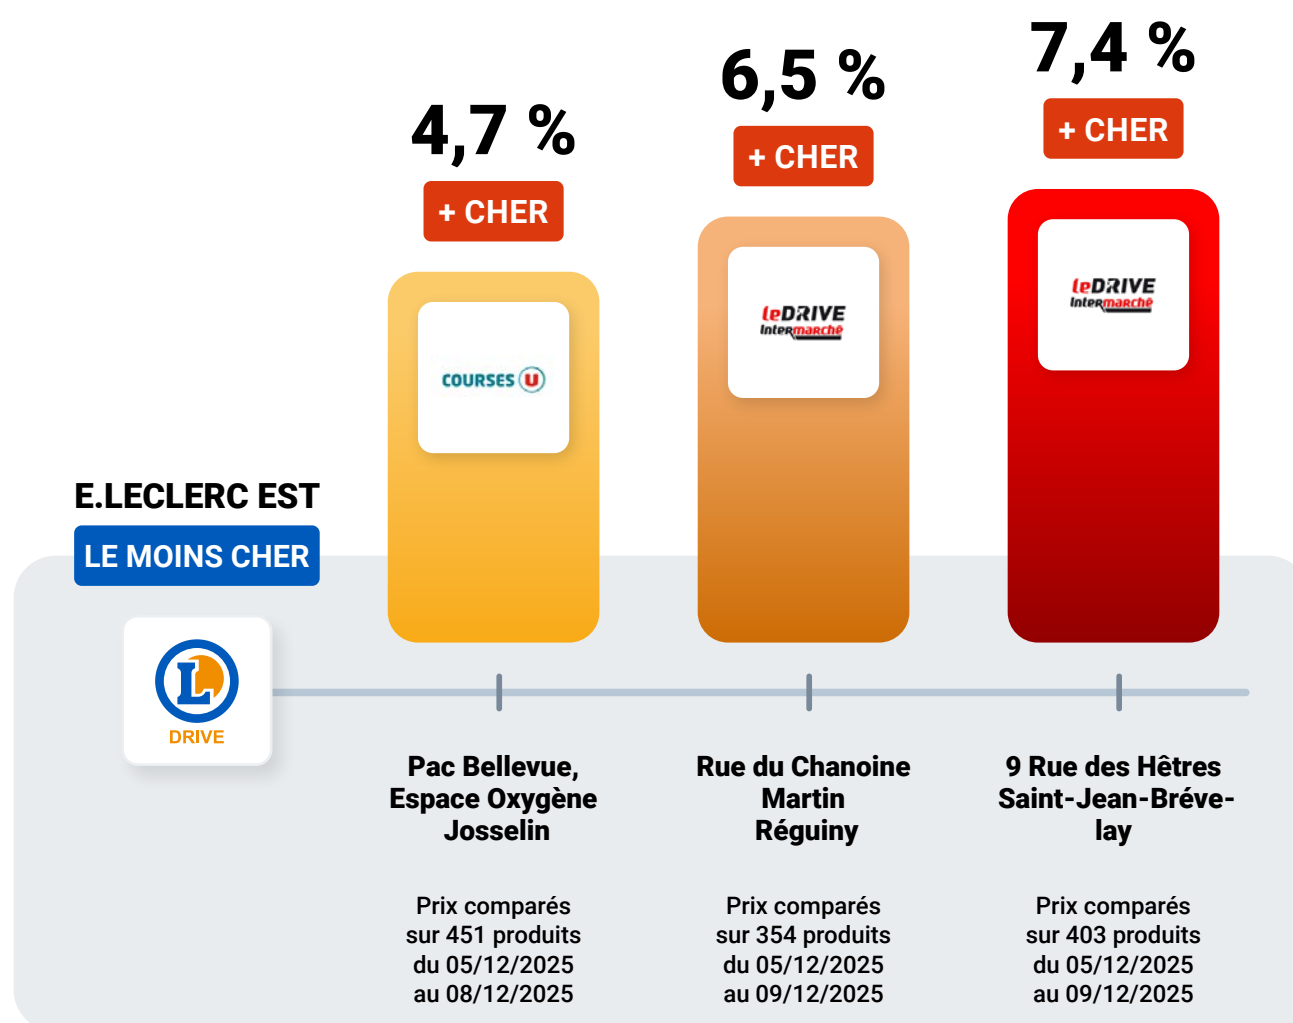 4,7 %
+ CHER
COURSES U
6,5 %
+ CHER
leDRIVE
Intermarché
7,4 %
+ CHER
leDRIVE
Intermarché
E.LECLERC EST
LE MOINS CHER
L
DRIVE
Pac Bellevue,
Espace Oxygène
Josselin
Prix comparés
sur 451 produits
du 05/12/2025
au 08/12/2025
Rue du Chanoine
Martin
Réguiny
Prix comparés
sur 354 produits
du 05/12/2025
au 09/12/2025
9 Rue des Hêtres
Saint-Jean-Bréve-
lay
Prix comparés
sur 403 produits
du 05/12/2025
au 09/12/2025